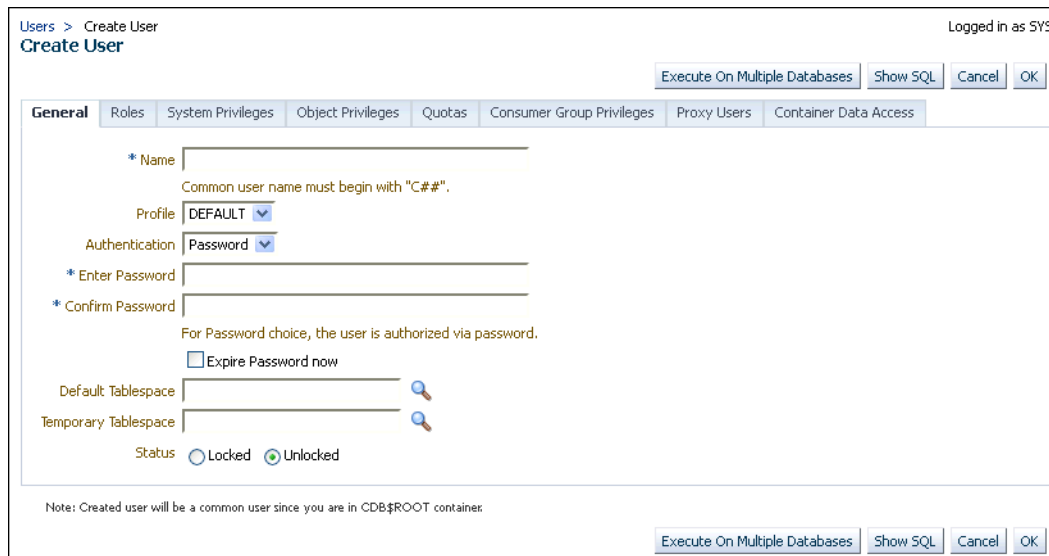 Users > Create User
Logged in as SYS
Create User
Execute On Multiple Databases Show SQL Cancel OK
General Roles System Privileges Object Privileges Quotas Consumer Group Privileges Proxy Users Container Data Access
* Name
Common user name must begin with "C##".
Profile DEFAULT
Authentication Password
* Enter Password
* Confirm Password
For Password choice, the user is authorized via password.
Expire Password now
Default Tablespace
Temporary Tablespace
Status Locked Unlocked
Note: Created user will be a common user since you are in CDB$ROOT container.
Execute On Multiple Databases Show SQL Cancel OK